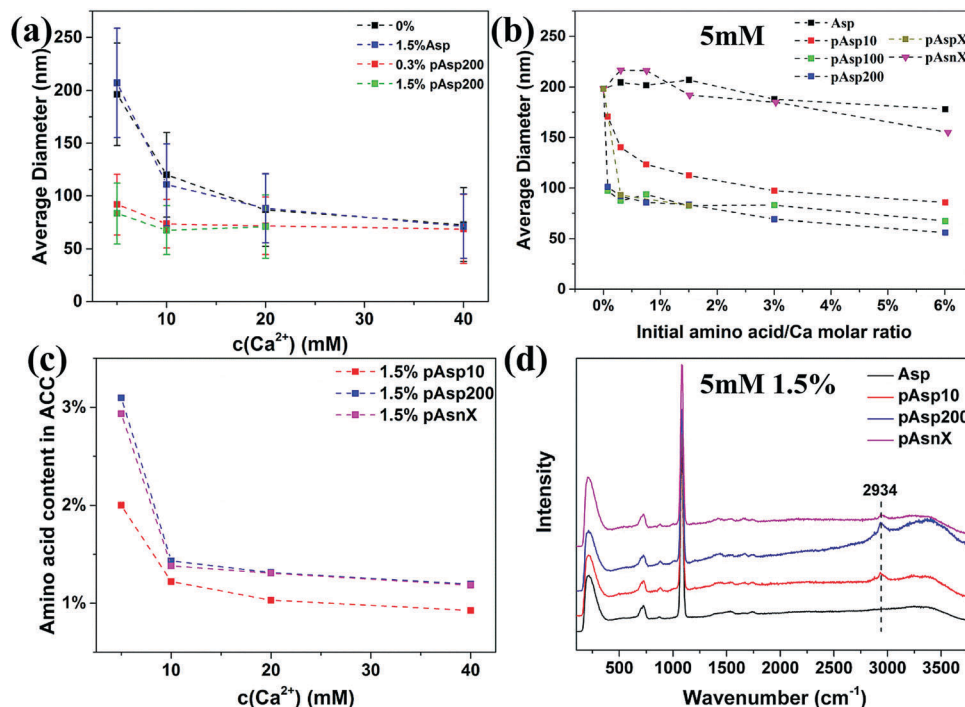 (a)
0%
1.5%Asp
0.3% pAsp200
1.5% pAsp200
Average Diameter (nm)
250
200
150
100
50
0
10
20
30
40
c(Ca²⁺) (mM)
(b)
5mM
Asp
pAsp10
pAsp100
pAsp200
pAspX
pAsnX
Average Diameter (nm)
250
200
150
100
50
0
0%
1%
2%
3%
4%
5%
6%
Initial amino acid/Ca molar ratio
(c)
1.5% pAsp10
1.5% pAsp200
1.5% pAsnX
Amino acid content in ACC
3%
2%
1%
10
20
30
40
c(Ca²⁺) (mM)
(d)
5mM 1.5%
Asp
pAsp10
pAsp200
pAsnX
2934
Intensity
500
1000
1500
2000
2500
3000
3500
Wavenumber (cm⁻¹)